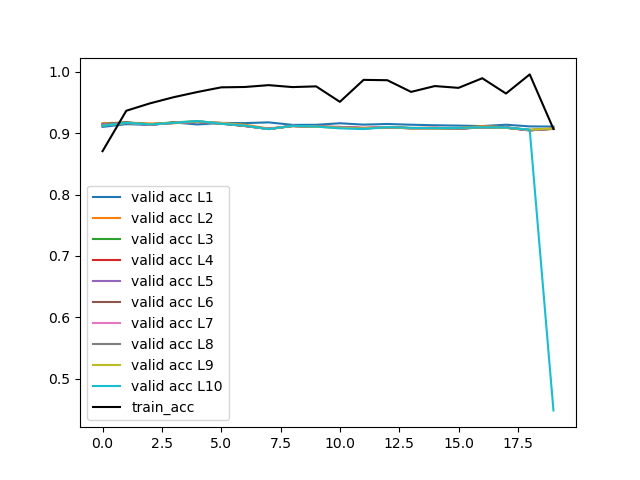 1.0
0.9
0.8
0.7
0.6
0.5
valid acc L1
valid acc L2
valid acc L3
valid acc L4
valid acc L5
valid acc L6
valid acc L7
valid acc L8
valid acc L9
valid acc L10
train_acc
0.0 2.5 5.0 7.5 10.0 12.5 15.0 17.5